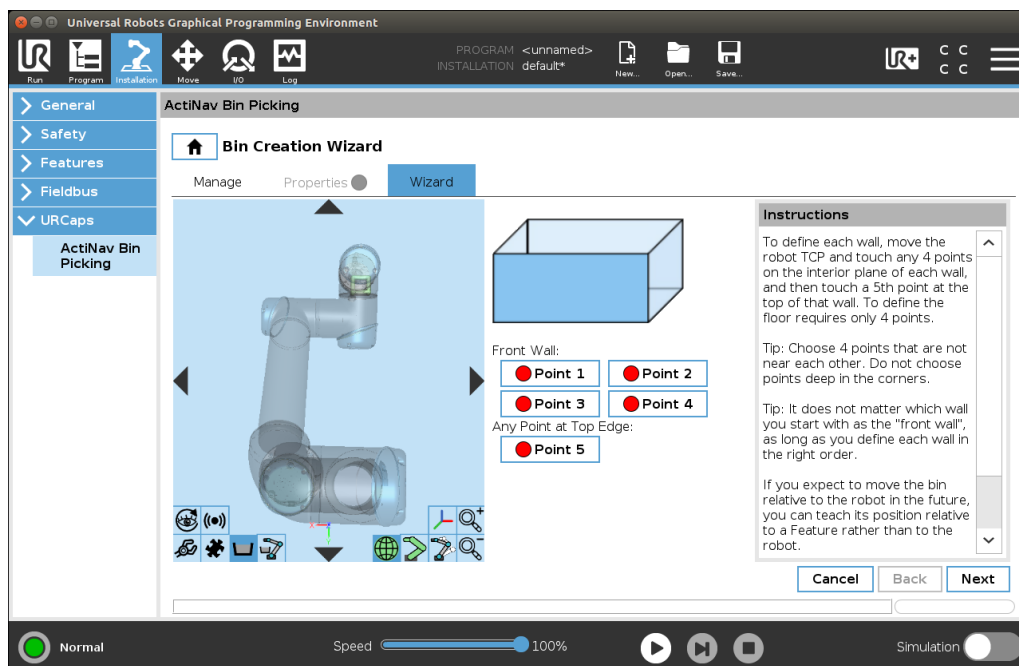 Universal Robots Graphical Programming Environment
PROGRAM <unnamed>
INSTALLATION default*
Run
Program
Installation
Move
I/O
Log
New...
Open...
Save...
UR+
C C
C C
General
Safety
Features
Fieldbus
URCaps
ActiNav Bin
Picking
ActiNav Bin Picking
Bin Creation Wizard
Manage
Properties
Wizard
Front Wall:
Point 1
Point 2
Point 3
Point 4
Any Point at Top Edge:
Point 5
Instructions
To define each wall, move the
robot TCP and touch any 4 points
on the interior plane of each wall,
and then touch a 5th point at the
top of that wall. To define the
floor requires only 4 points.
Tip: Choose 4 points that are not
near each other. Do not choose
points deep in the corners.
Tip: It does not matter which wall
you start with as the "front wall",
as long as you define each wall in
the right order.
If you expect to move the bin
relative to the robot in the future,
you can teach its position relative
to a Feature rather than to the
robot.
Cancel
Back
Next
Normal
Speed
100%
Simulation